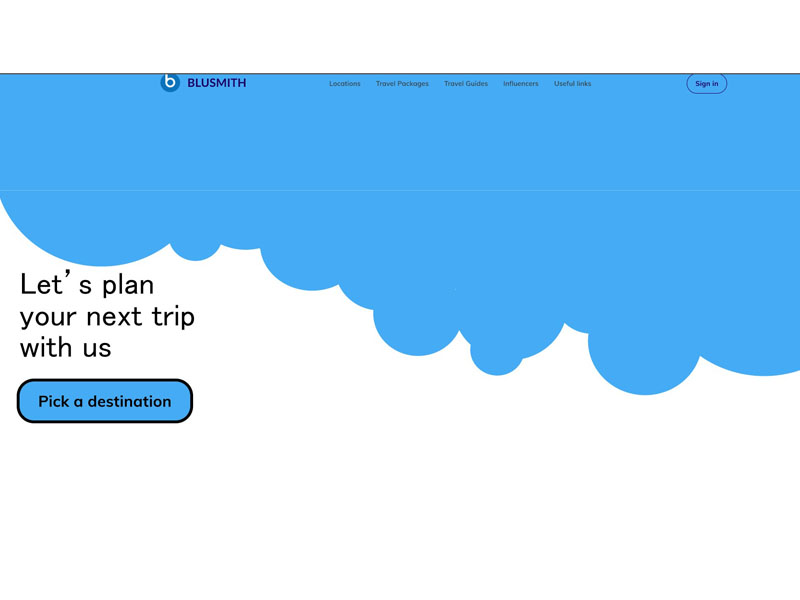 b BLUSMITH Locations Travel Packages Travel Guides Influencers Useful links Sign in
Let’s plan
your next trip
with us
Pick a destination